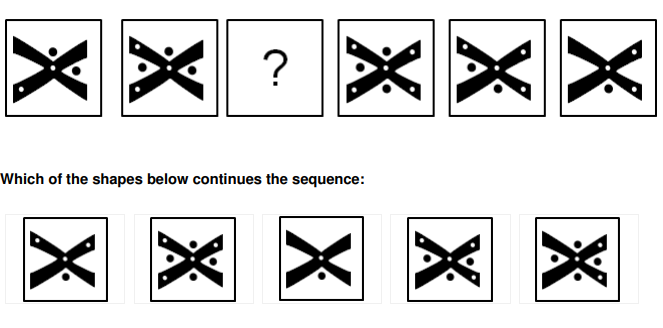 ?
Which of the shapes below continues the sequence: